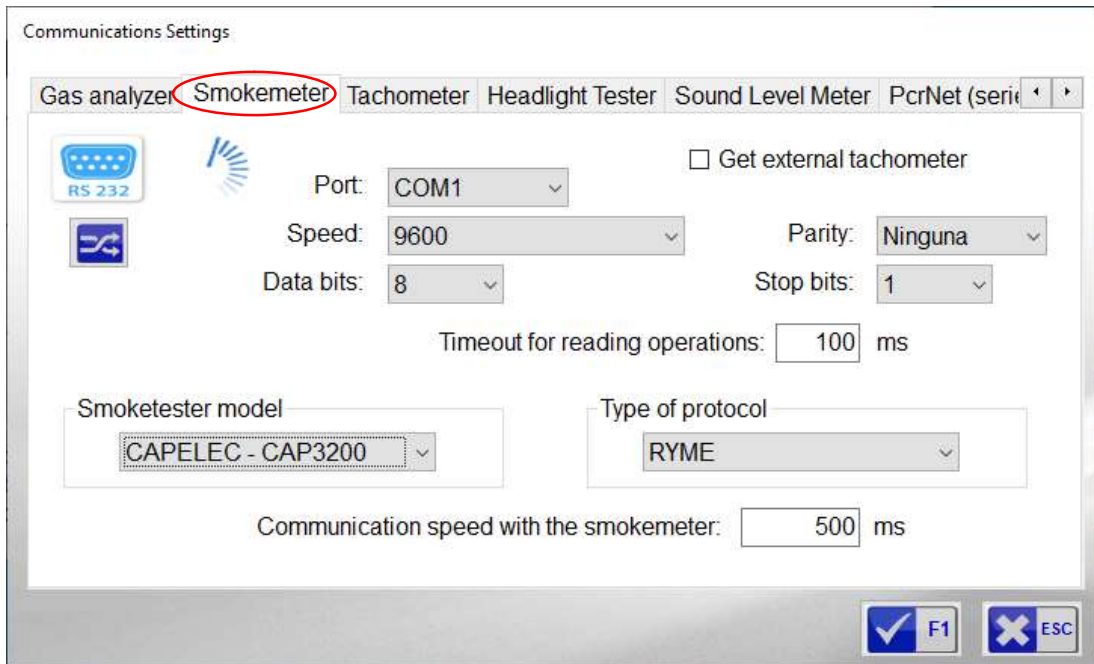 Communications Settings
Gas analyzer Smokemeter Tachometer Headlight Tester Sound Level Meter PcrNet (serie
RS 232
Get external tachometer
Port: COM1
Speed: 9600 Parity: Ninguna
Data bits: 8 Stop bits: 1
Timeout for reading operations: 100 ms
Smoketester model Type of protocol
CAPELEC - CAP3200 RYME
Communication speed with the smokemeter: 500 ms
F1 ESC